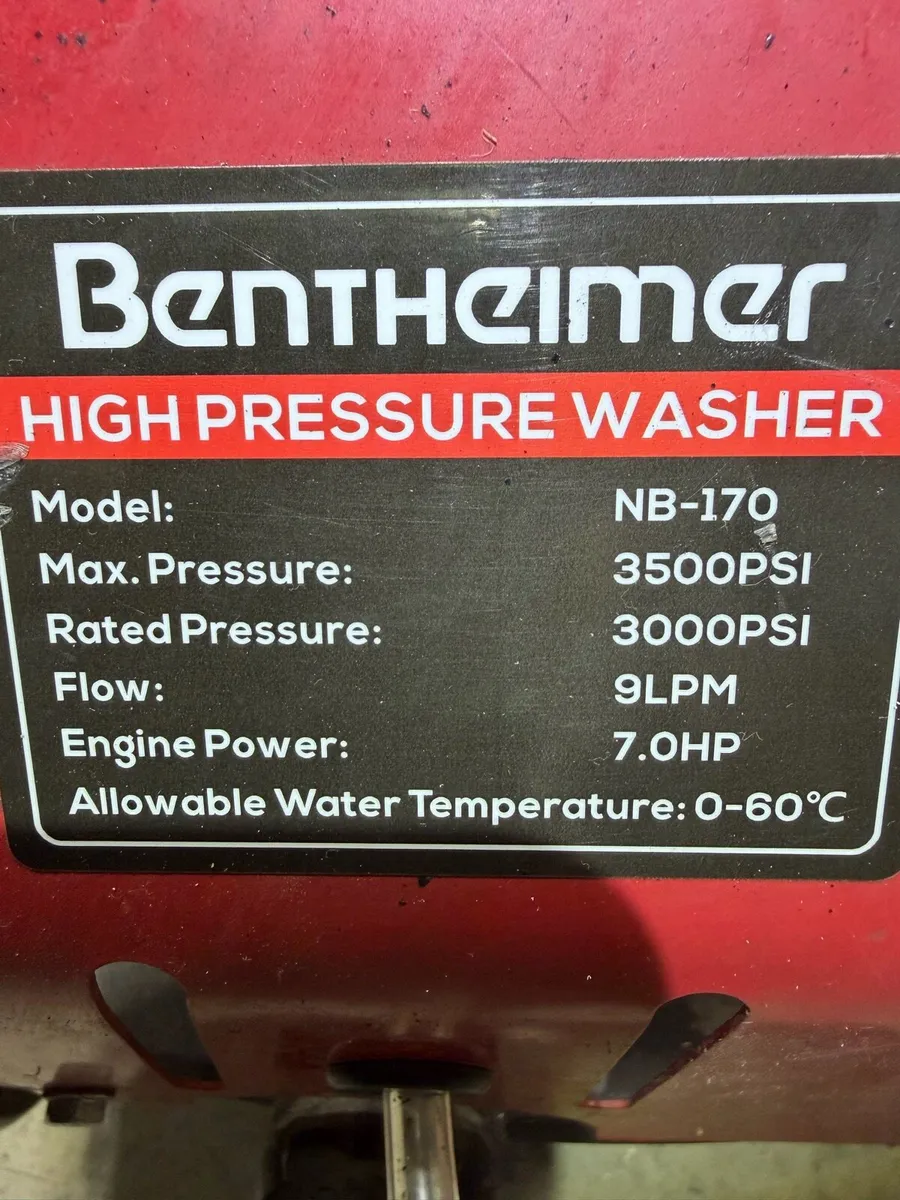 BenTHeimer
HIGH PRESSURE WASHER
Model: NB-170
Max. Pressure: 3500PSI
Rated Pressure: 3000PSI
Flow: 9LPM
Engine Power: 7.0HP
Allowable Water Temperature: 0-60℃